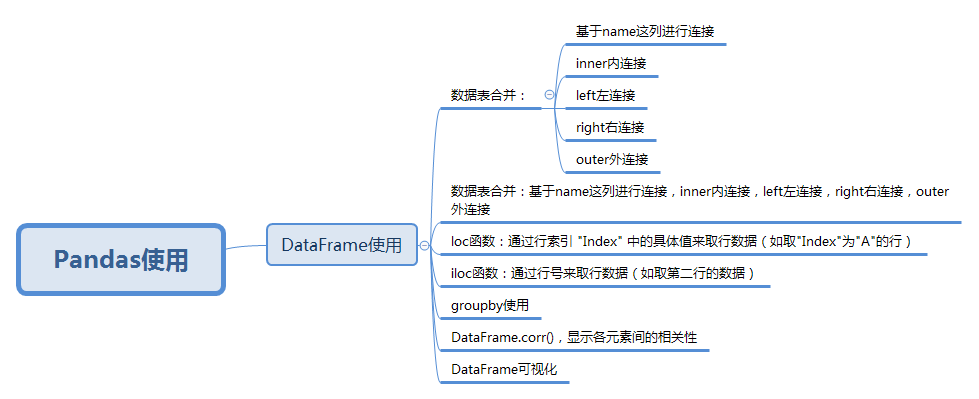 Pandas使用
DataFrame使用
数据表合并：
基于name这列进行连接
inner内连接
left左连接
right右连接
outer外连接
数据表合并：基于name这列进行连接，inner内连接，left左连接，right右连接，outer
外连接
loc函数：通过行索引 "Index" 中的具体值来取行数据（如取"Index"为"A"的行）
iloc函数：通过行号来取行数据（如取第二行的数据）
groupby使用
DataFrame.corr()，显示各元素间的相关性
DataFrame可视化